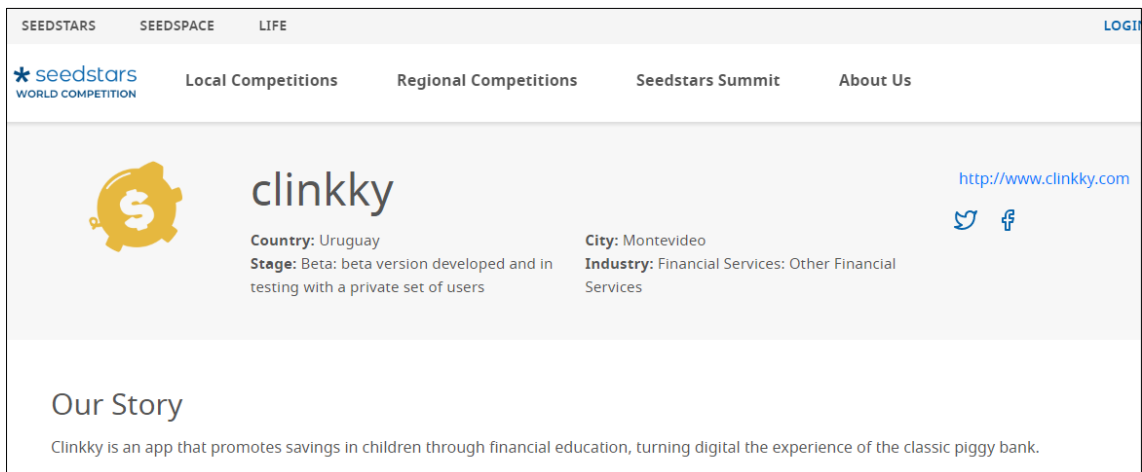 SEEDSTARS SEEDSPACE LIFE LOGIN
seedstars
WORLD COMPETITION
Local Competitions Regional Competitions Seedstars Summit About Us
clinkky
http://www.clinkky.com
Country: Uruguay
Stage: Beta: beta version developed and in
testing with a private set of users
City: Montevideo
Industry: Financial Services: Other Financial
Services
$
Our Story
Clinkky is an app that promotes savings in children through financial education, turning digital the experience of the classic piggy bank.